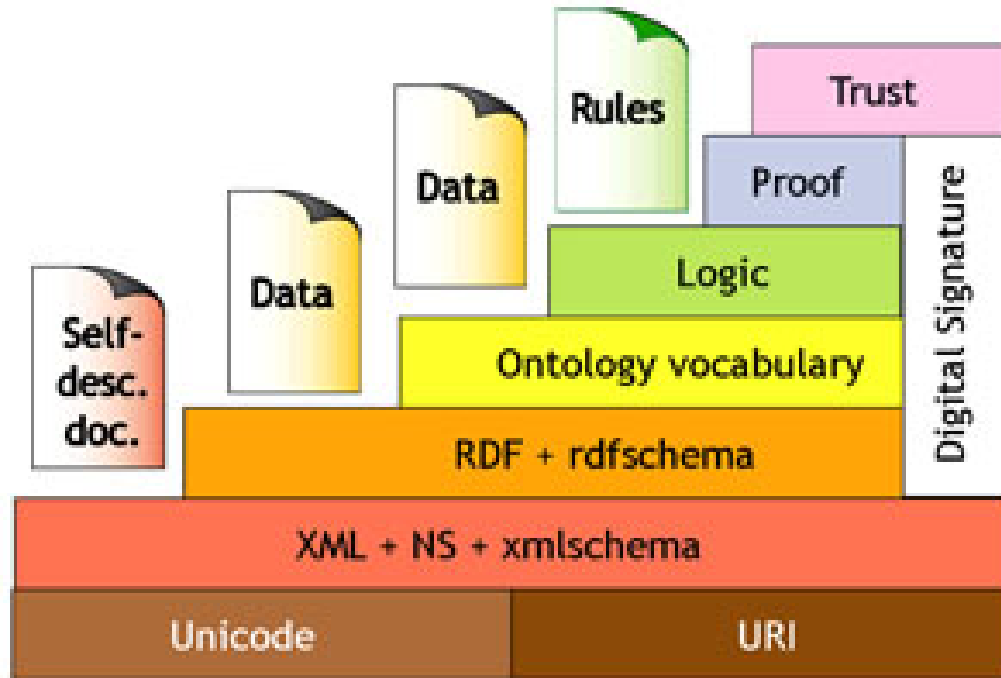 Trust
Rules
Proof
Data
Logic
Data
Self-
desc.
doc.
Ontology vocabulary
Digital Signature
RDF + rdfschema
XML + NS + xmlschema
Unicode
URI